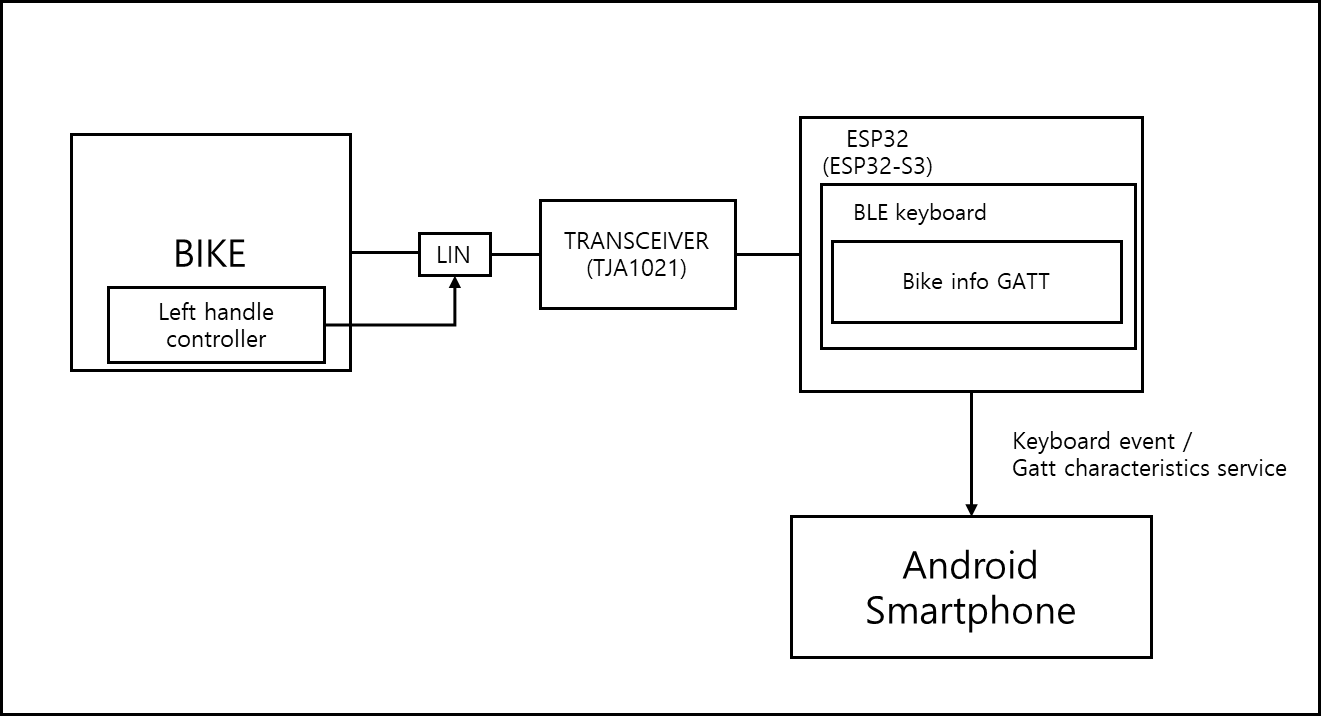 BIKE
Left handle
controller
LIN
TRANSCEIVER
(TJA1021)
ESP32
(ESP32-S3)
BLE keyboard
Bike info GATT
Keyboard event /
Gatt characteristics service
Android
Smartphone